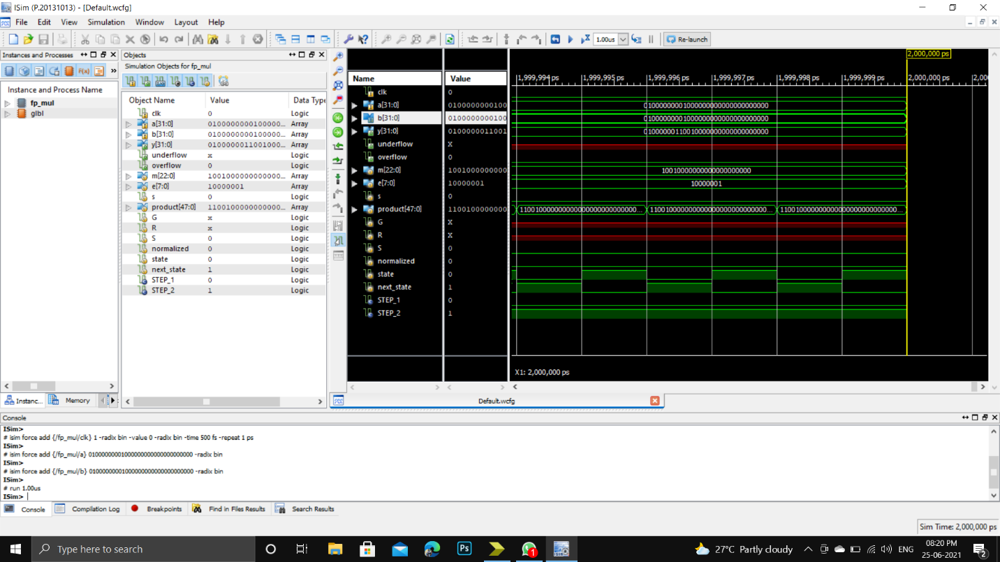 ISim (P.20131013) - [Default.wcfg]
File Edit View Simulation Window Layout Help
1.00us Re-launch
Instances and Processes
Instance and Process Name
fp_mul
glbl
Instanc... Memory
Objects
Simulation Objects for fp_mul
Object Name Value Data Type
clk 0 Logic
a[31:0] 0100000000100000... Array
b[31:0] 0100000000100000... Array
y[31:0] 0100000011001000... Array
underflow x Logic
overflow 0 Logic
m[22:0] 1001000000000000... Array
e[7:0] 10000001 Array
s 0 Logic
product[47:0] 1100100000000000... Array
G x Logic
R x Logic
S 0 Logic
normalized 0 Logic
state 0 Logic
next_state 1 Logic
STEP_1 0 Logic
STEP_2 1 Logic
2,000,000 ps
Name Value
1,999,994 ps 1,999,995 ps 1,999,996 ps 1,999,997 ps 1,999,998 ps 1,999,999 ps 2,000,000 ps 2,00
clk 0
a[31:0] 0100000000100 01000000001000000000000000000000
b[31:0] 0100000000100 01000000001000000000000000000000
y[31:0] 0100000011001 01000000110010000000000000000000
underflow X
overflow 0
m[22:0] 1001000000000 10010000000000000000000
e[7:0] 10000001 10000001
s 0
product[47:0] 1100100000000
G X
R X
S 0
normalized 0
state 0
next_state 1
STEP_1 0
STEP_2 1
X1: 2,000,000 ps
Default.wcfg
Console
ISim>
# isim force add {/fp_mul/clk} 1 -radix bin -value 0 -radix bin -time 500 fs -repeat 1 ps
ISim>
# isim force add {/fp_mul/a} 01000000001000000000000000000000 -radix bin
ISim>
# isim force add {/fp_mul/b} 01000000001000000000000000000000 -radix bin
ISim>
# run 1.00us
ISim>
Console Compilation Log Breakpoints Find in Files Results Search Results
Sim Time: 2,000,000 ps
Type here to search
Ps
1
27°C Partly cloudy
ENG
08:20 PM
25-06-2021
2